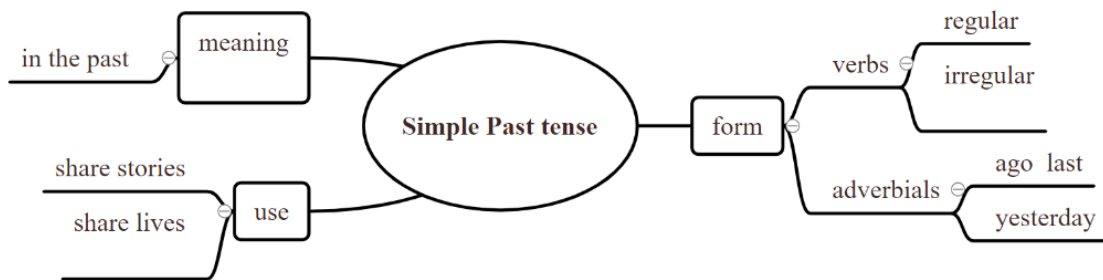 meaning
in the past
Simple Past tense
share stories
share lives
use
form
verbs
regular
irregular
adverbials
ago  last
yesterday